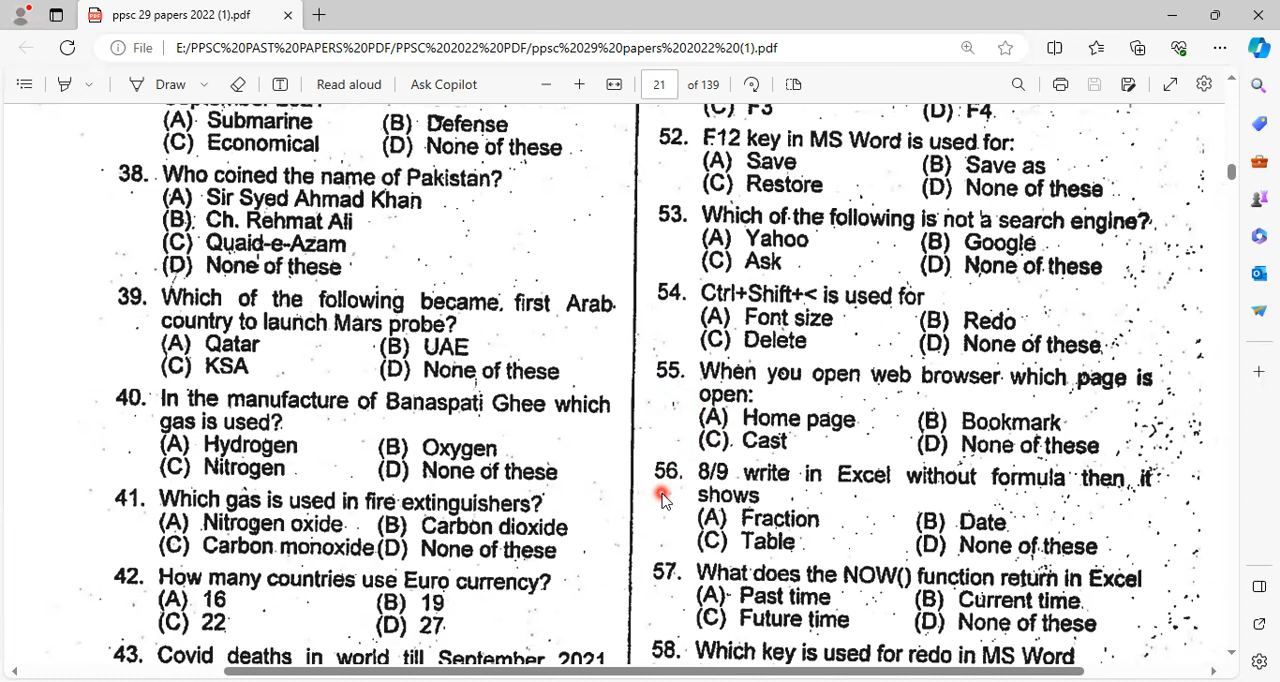 ppsc 29 papers 2022 (1).pdf
File
E:/PPSC%20PAST%20PAPERS%20PDF/PPSC%202022%20PDF/ppsc%2029%20papers%202022%20(1).pdf
Draw
Read aloud
Ask Copilot
21 of 139
(A) Submarine (B) Defense
(C) Economical (D) None of these
38. Who coined the name of Pakistan?
(A) Sir Syed Ahmad Khan
(B) Ch. Rehmat Ali
(C) Quaid-e-Azam
(D) None of these
39. Which of the following became first Arab
country to launch Mars probe?
(A) Qatar (B) UAE
(C) KSA (D) None of these
40. In the manufacture of Banaspati Ghee which
gas is used?
(A) Hydrogen (B) Oxygen
(C) Nitrogen (D) None of these
41. Which gas is used in fire extinguishers?
(A) Nitrogen oxide (B) Carbon dioxide
(C) Carbon monoxide (D) None of these
42. How many countries use Euro currency?
(A) 16 (B) 19
(C) 22 (D) 27
43. Covid deaths in world till September 2021
(C) F3 (D) F4
52. F12 key in MS Word is used for:
(A) Save (B) Save as
(C) Restore (D) None of these
53. Which of the following is not a search engine?
(A) Yahoo (B) Google
(C) Ask (D) None of these
54. Ctrl+Shift+< is used for
(A) Font size (B) Redo
(C) Delete (D) None of these
55. When you open web browser which page is
open:
(A) Home page (B) Bookmark
(C) Cast (D) None of these
56. 8/9 write in Excel without formula then it
shows
(A) Fraction (B) Date
(C) Table (D) None of these
57. What does the NOW() function return in Excel
(A) Past time (B) Current time
(C) Future time (D) None of these
58. Which key is used for redo in MS Word